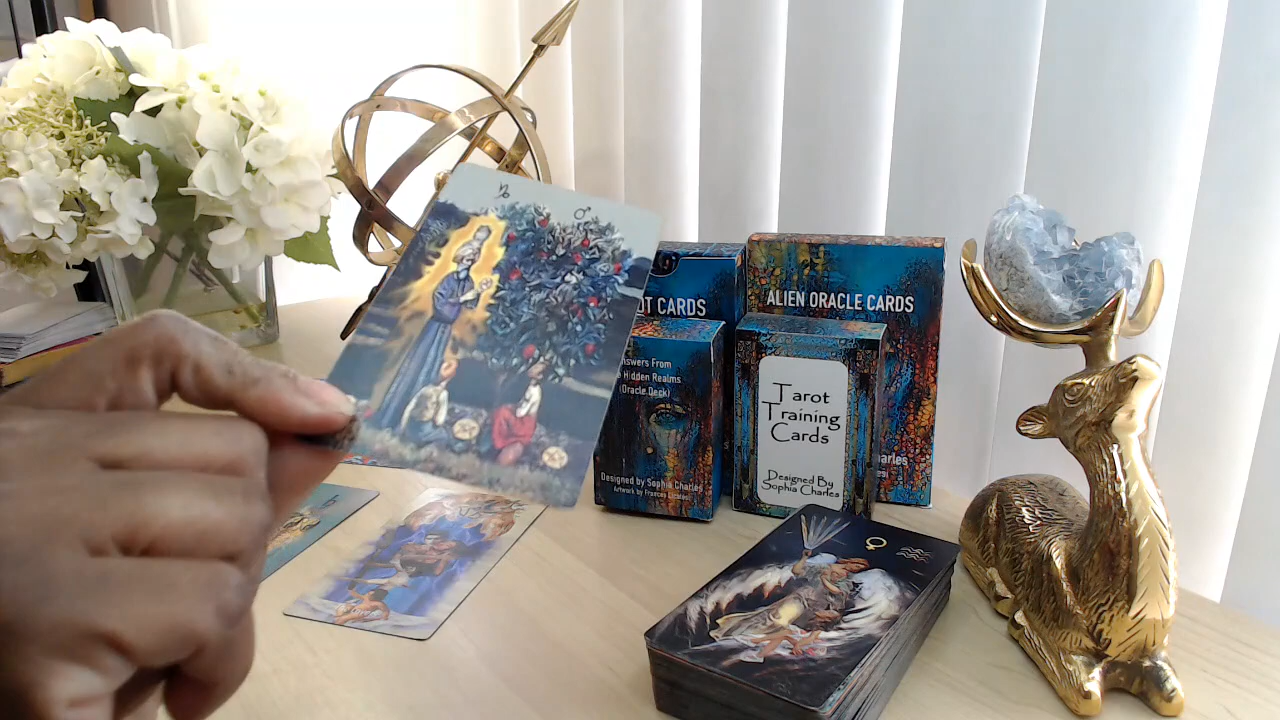 OT CARDS
ALIEN ORACLE CARDS
nswers From
e Hidden Realms
(Oracle Deck)
Designed by Sophia Charles
Artwork by Frances
Tarot
Training
Cards
Designed By
Sophia Charles
harles